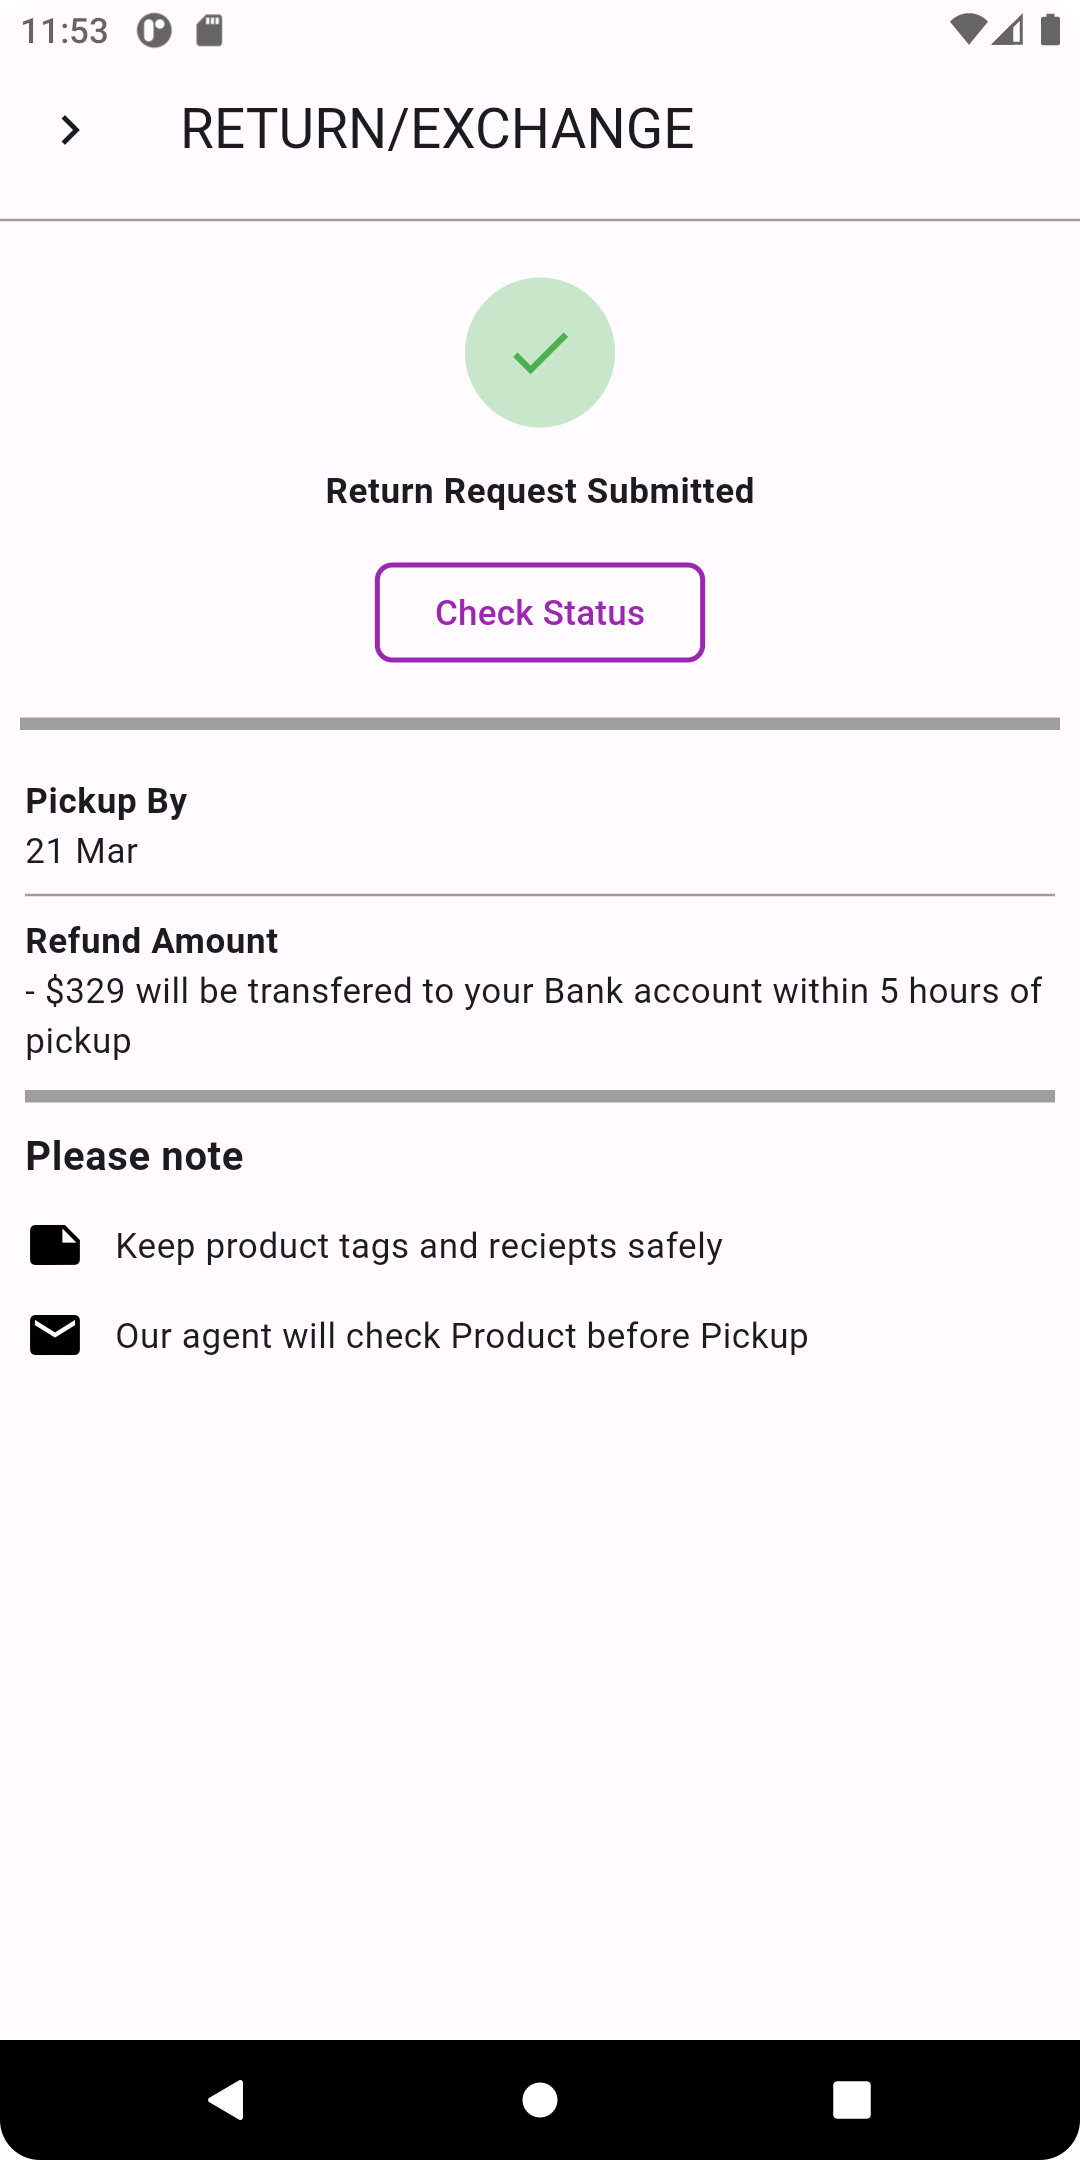 11:53
RETURN/EXCHANGE
Return Request Submitted
Check Status
Pickup By
21 Mar
Refund Amount
- $329 will be transfered to your Bank account within 5 hours of
pickup
Please note
Keep product tags and reciepts safely
Our agent will check Product before Pickup